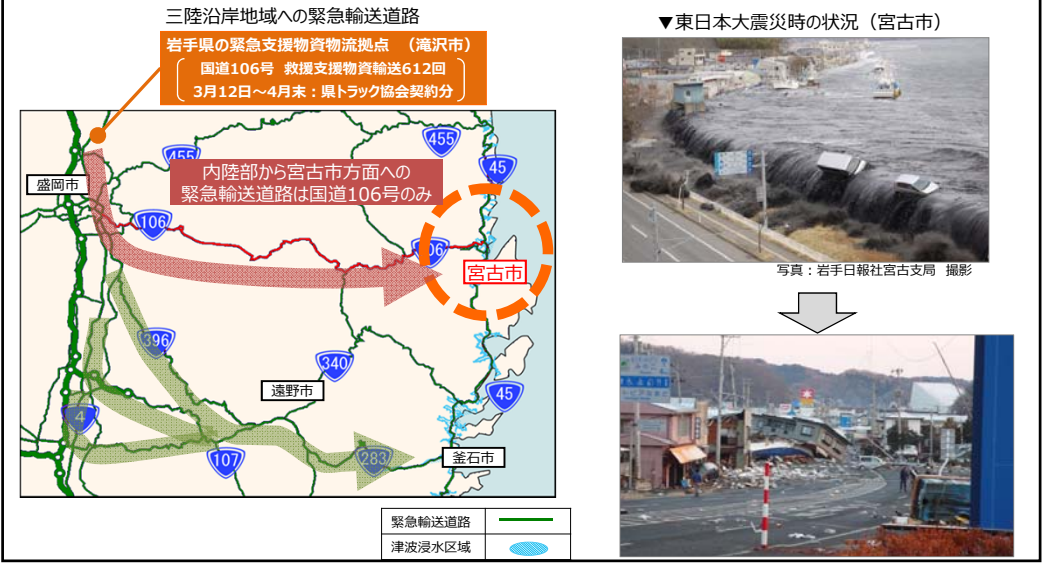 三陸沿岸地域への緊急輸送道路
岩手県の緊急支援物資物流拠点 （滝沢市）
国道106号 救援支援物資輸送612回
3月12日～4月末：県トラック協会契約分
455
455
45
内陸部から宮古市方面への
緊急輸送道路は国道106号のみ
盛岡市
106
106
宮古市
396
340
遠野市
45
4
107
283
釜石市
緊急輸送道路
津波浸水区域
▼東日本大震災時の状況（宮古市）
写真：岩手日報社宮古支局 撮影